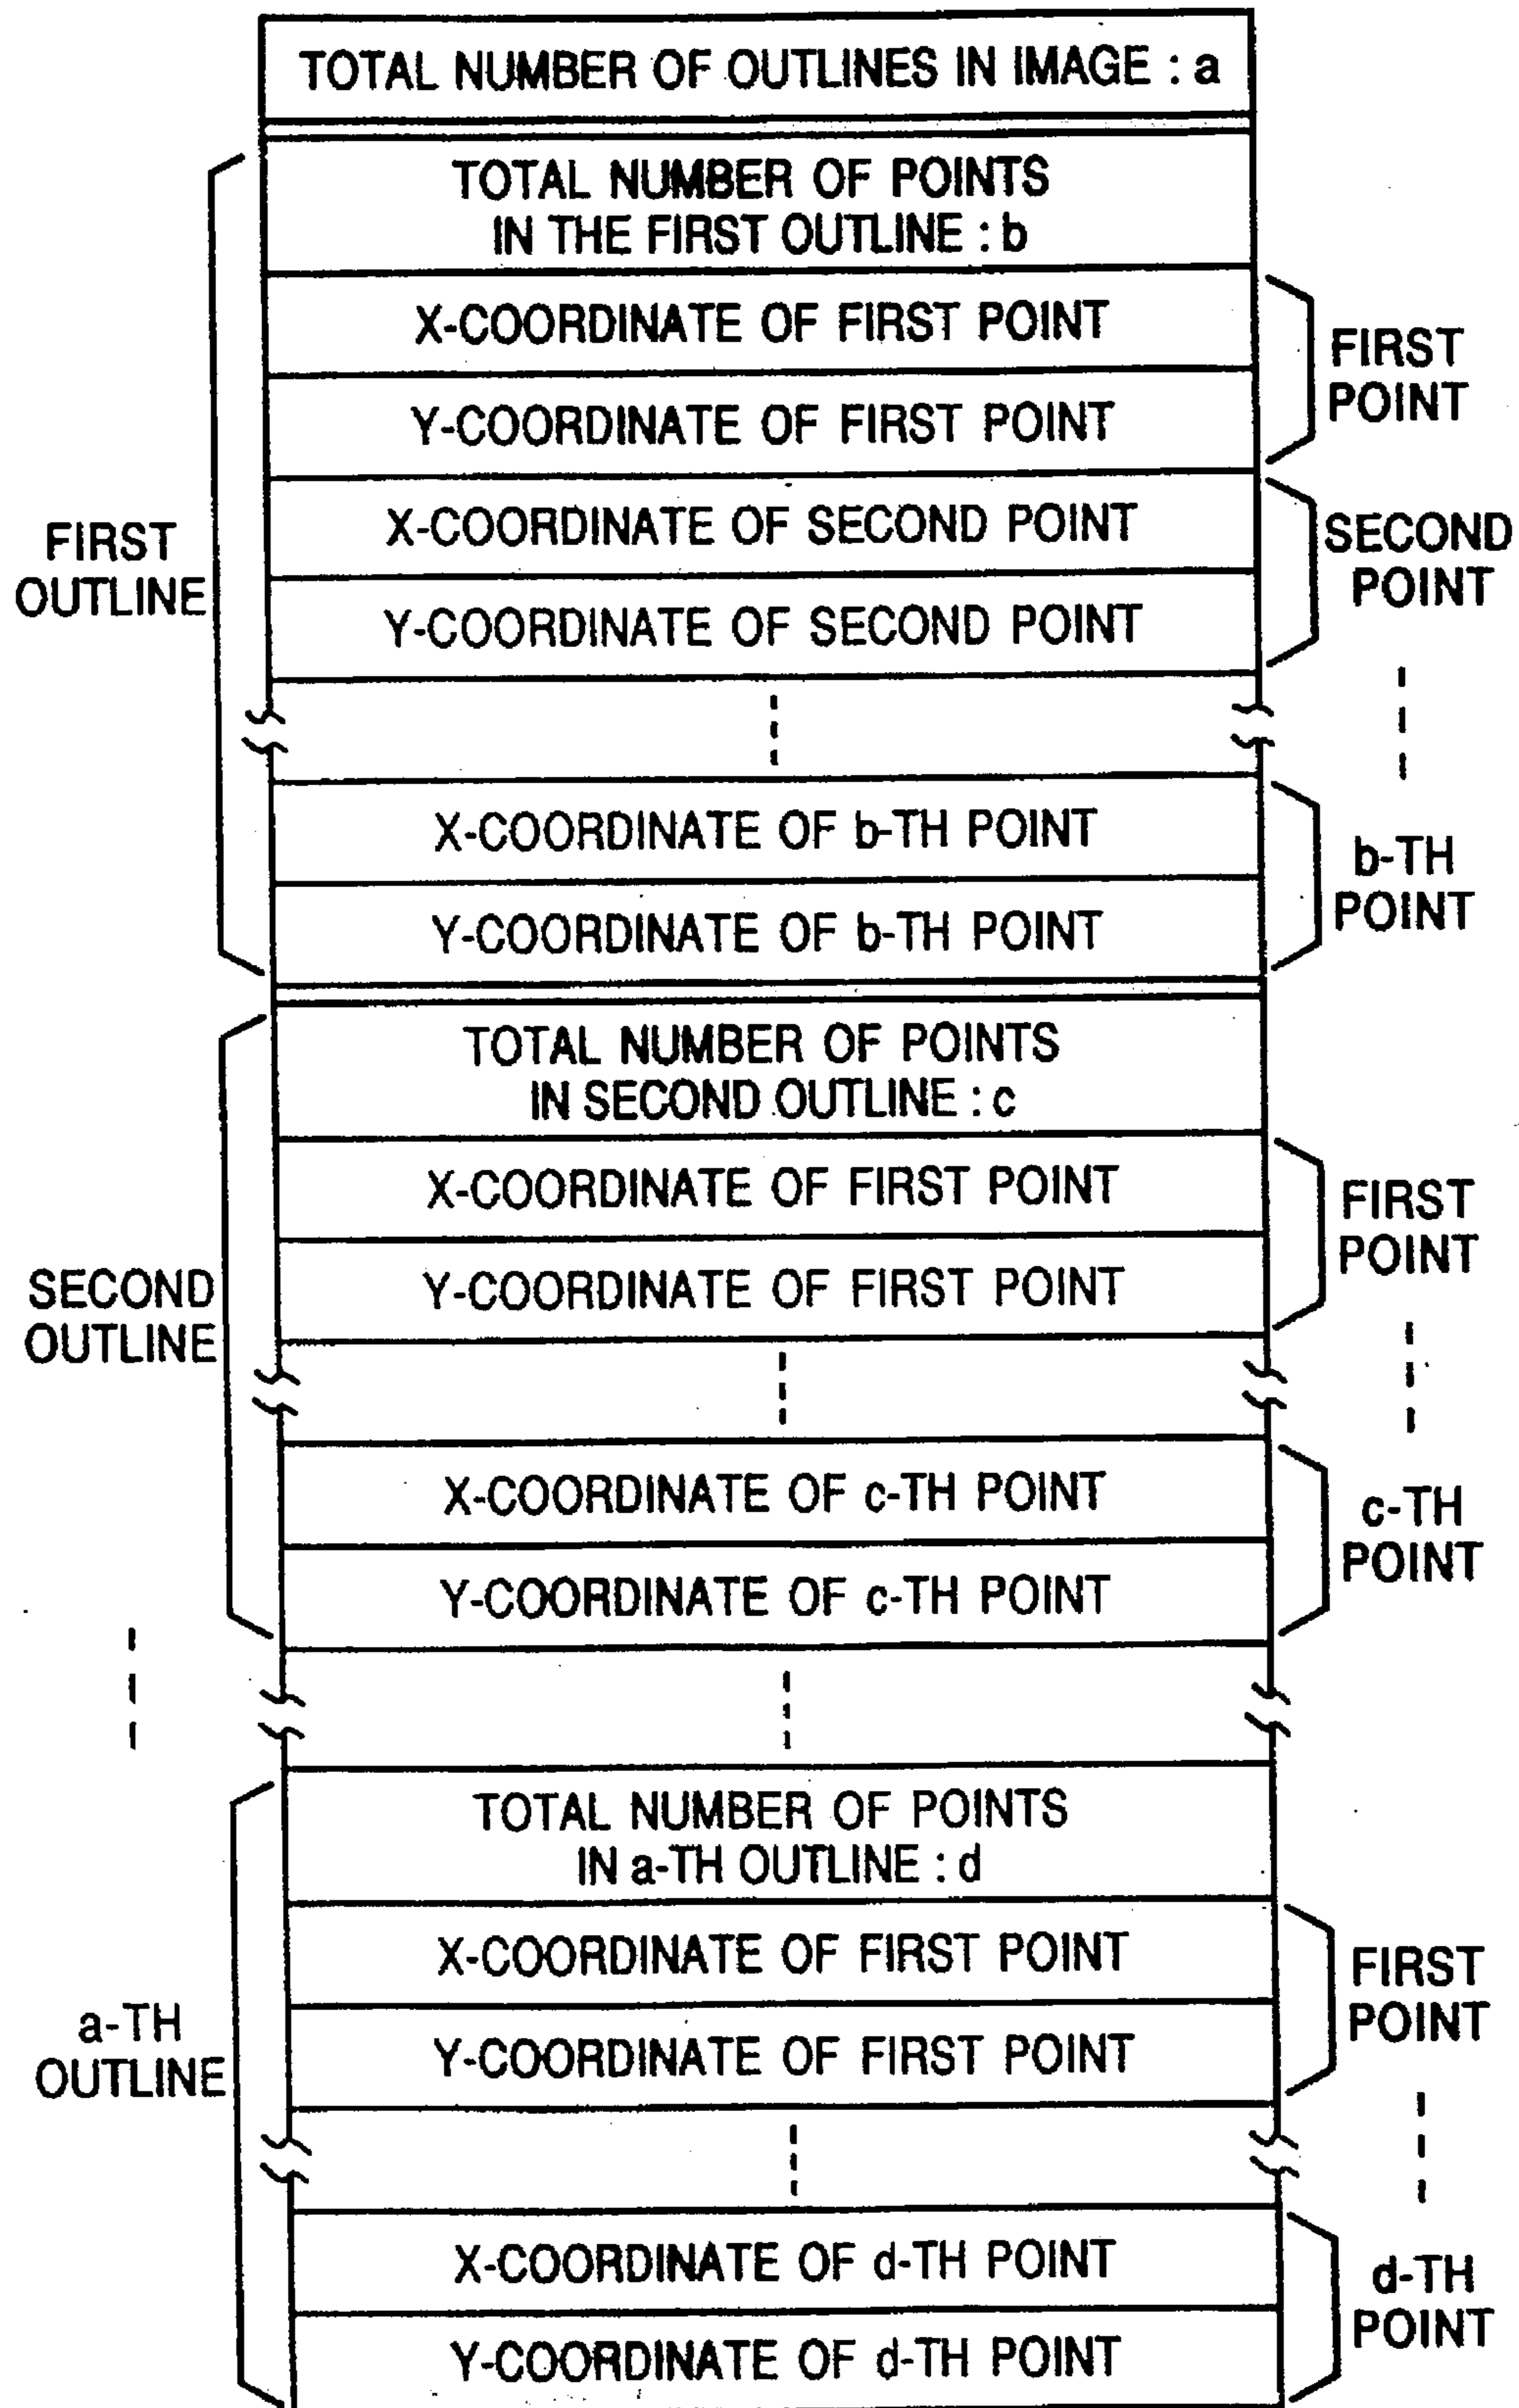 TOTAL NUMBER OF OUTLINES IN IMAGE : a
TOTAL NUMBER OF POINTS
IN THE FIRST OUTLINE : b
X-COORDINATE OF FIRST POINT
Y-COORDINATE OF FIRST POINT
FIRST
POINT
X-COORDINATE OF SECOND POINT
Y-COORDINATE OF SECOND POINT
SECOND
POINT
FIRST
OUTLINE
X-COORDINATE OF b-TH POINT
Y-COORDINATE OF b-TH POINT
b-TH
POINT
TOTAL NUMBER OF POINTS
IN SECOND OUTLINE : c
X-COORDINATE OF FIRST POINT
Y-COORDINATE OF FIRST POINT
FIRST
POINT
SECOND
OUTLINE
X-COORDINATE OF c-TH POINT
Y-COORDINATE OF c-TH POINT
c-TH
POINT
TOTAL NUMBER OF POINTS
IN a-TH OUTLINE : d
X-COORDINATE OF FIRST POINT
Y-COORDINATE OF FIRST POINT
FIRST
POINT
a-TH
OUTLINE
X-COORDINATE OF d-TH POINT
Y-COORDINATE OF d-TH POINT
d-TH
POINT